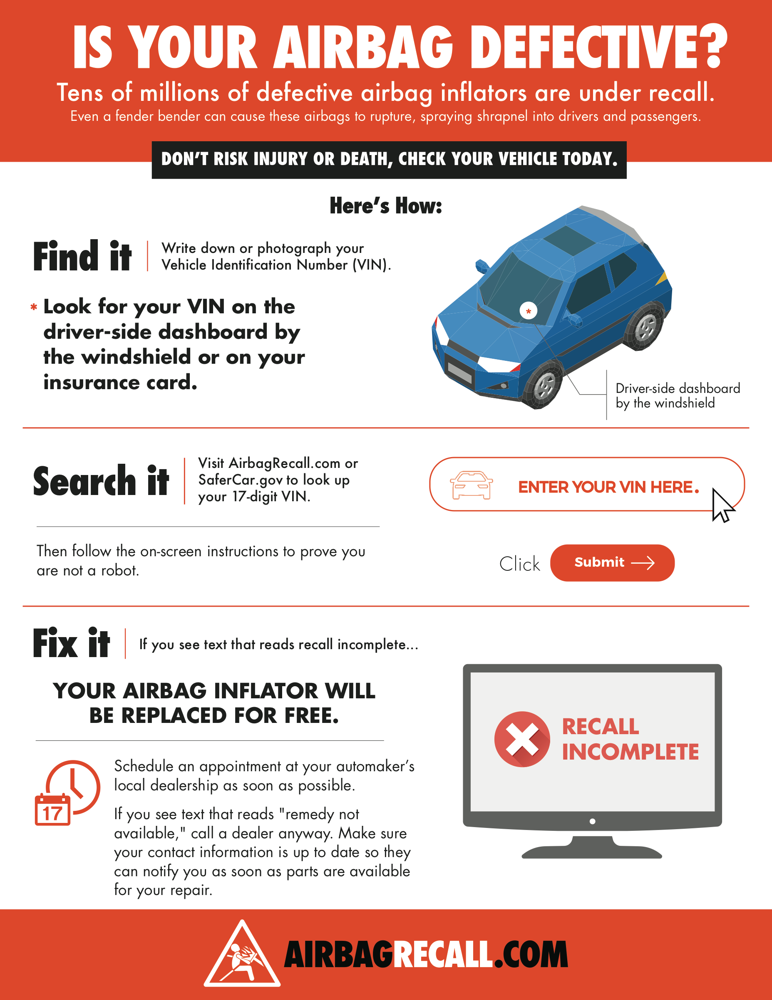 IS YOUR AIRBAG DEFECTIVE?
Tens of millions of defective airbag inflators are under recall.
Even a fender bender can cause these airbags to rupture, spraying shrapnel into drivers and passengers.
DON’T RISK INJURY OR DEATH, CHECK YOUR VEHICLE TODAY.
Here’s How:
Find it
Write down or photograph your
Vehicle Identification Number (VIN).
* Look for your VIN on the
driver-side dashboard by
the windshield or on your
insurance card.
*
Driver-side dashboard
by the windshield
Search it
Visit AirbagRecall.com or
SaferCar.gov to look up
your 17-digit VIN.
Then follow the on-screen instructions to prove you
are not a robot.
ENTER YOUR VIN HERE.
Click
Submit
Fix it
If you see text that reads recall incomplete...
YOUR AIRBAG INFLATOR WILL
BE REPLACED FOR FREE.
17
Schedule an appointment at your automaker’s
local dealership as soon as possible.
If you see text that reads "remedy not
available," call a dealer anyway. Make sure
your contact information is up to date so they
can notify you as soon as parts are available
for your repair.
RECALL
INCOMPLETE
AIRBAGRECALL.COM